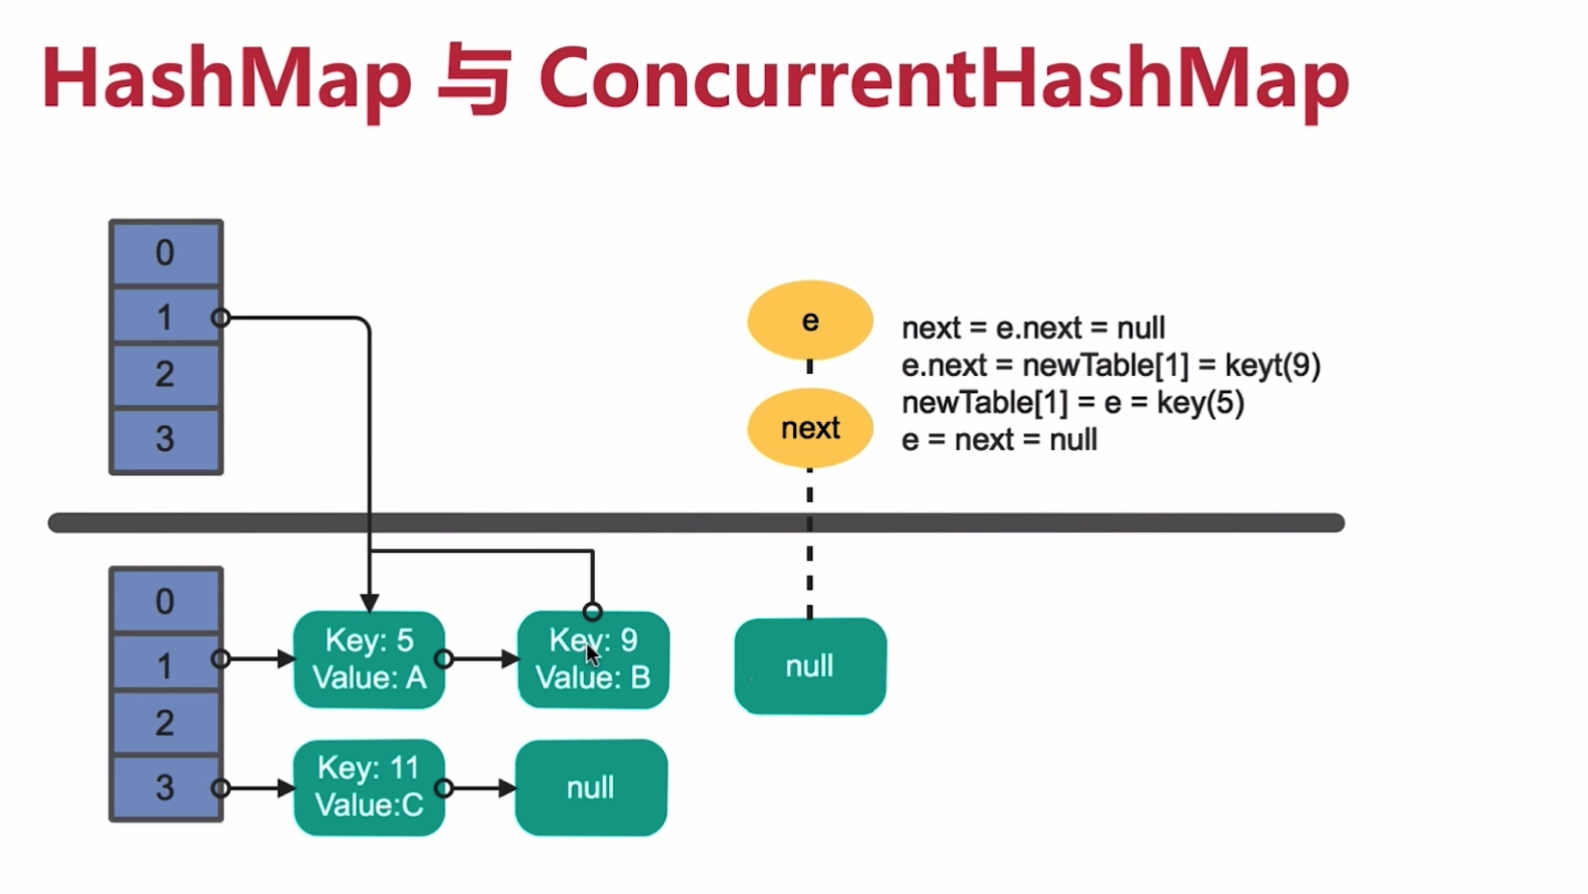 HashMap 与 ConcurrentHashMap
0
1
2
3
e
next
next = e.next = null
e.next = newTable[1] = keyt(9)
newTable[1] = e = key(5)
e = next = null
0
1
2
3
Key: 5
Value: A
Key: 9
Value: B
null
Key: 11
Value:C
null